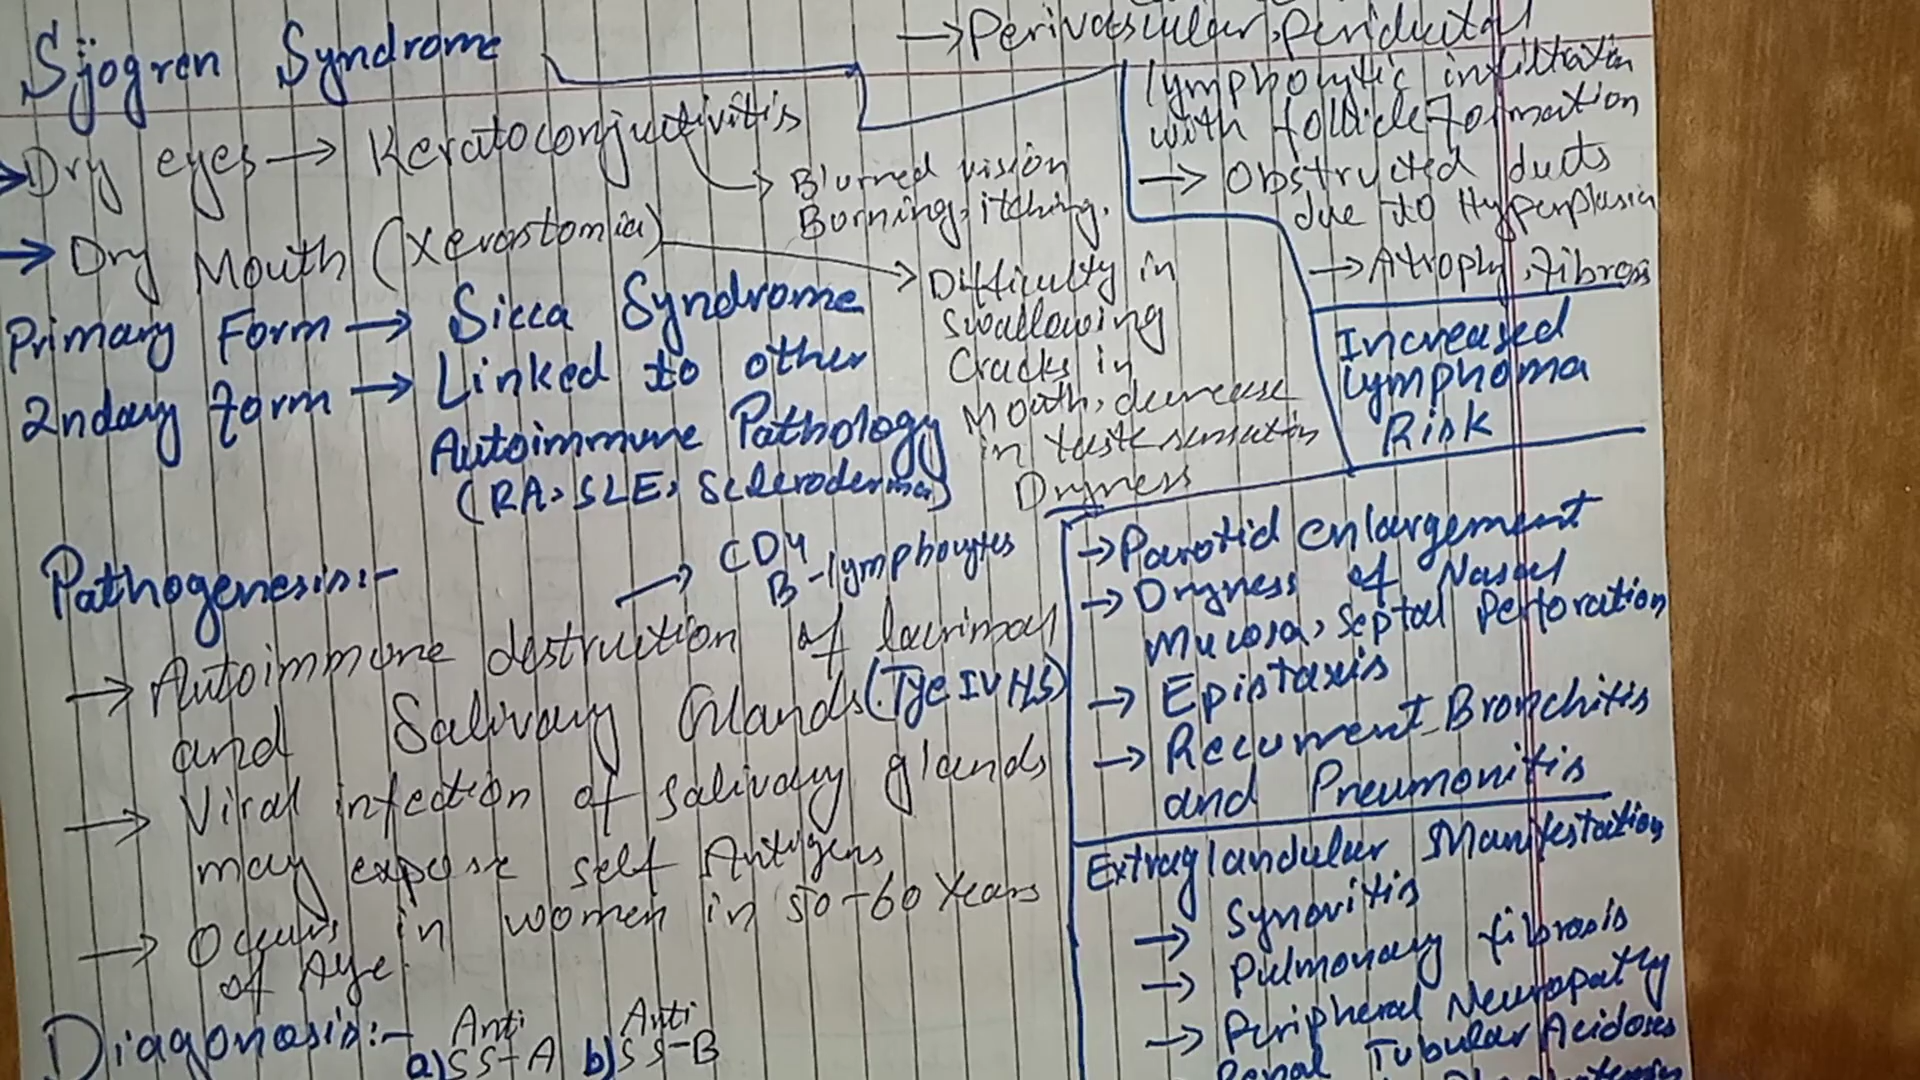 Sjogren Syndrome
Dry eyes → Keratoconjuctivitis
→ Blurred vision
Burning, itching.
→ Dry Mouth (Xerostomia)
→ Difficulty in
Swallowing
Cracks in
Mouth, decrease
in taste sensation
Dryness
Primary Form → Sicca Syndrome
2ndary form → Linked to other
Autoimmune Pathology
(RA, SLE, Scleroderma)
Pathogenesis:-
→ CD4
B-lymphocytes
→ Autoimmune destruction of lacrimal
and Salivary Glands (Tye IV HS)
→ Viral infection of salivary glands
may expose self Antigens
→ Occurs in women in 50-60 Years
of Age
Diagonosis:- a) Anti SS-A b) Anti SS-B
→ Perivascular, periductal
lymphocytic infiltration
with follicle formation
→ Obstructed ducts
due to Hyperplasia
→ Atrophy, fibrosis
Increased
Lymphoma
Risk
→ Parotid enlargement
→ Dryness of Nasal
Mucosa, Septal Perforation
→ Epistaxis
→ Recurrent Bronchitis
and Pneumonitis
Extraglandular Manifestation
→ Synovitis
→ Pulmonary fibrosis
→ Peripheral Neuropathy
Renal Tubular Acidoses